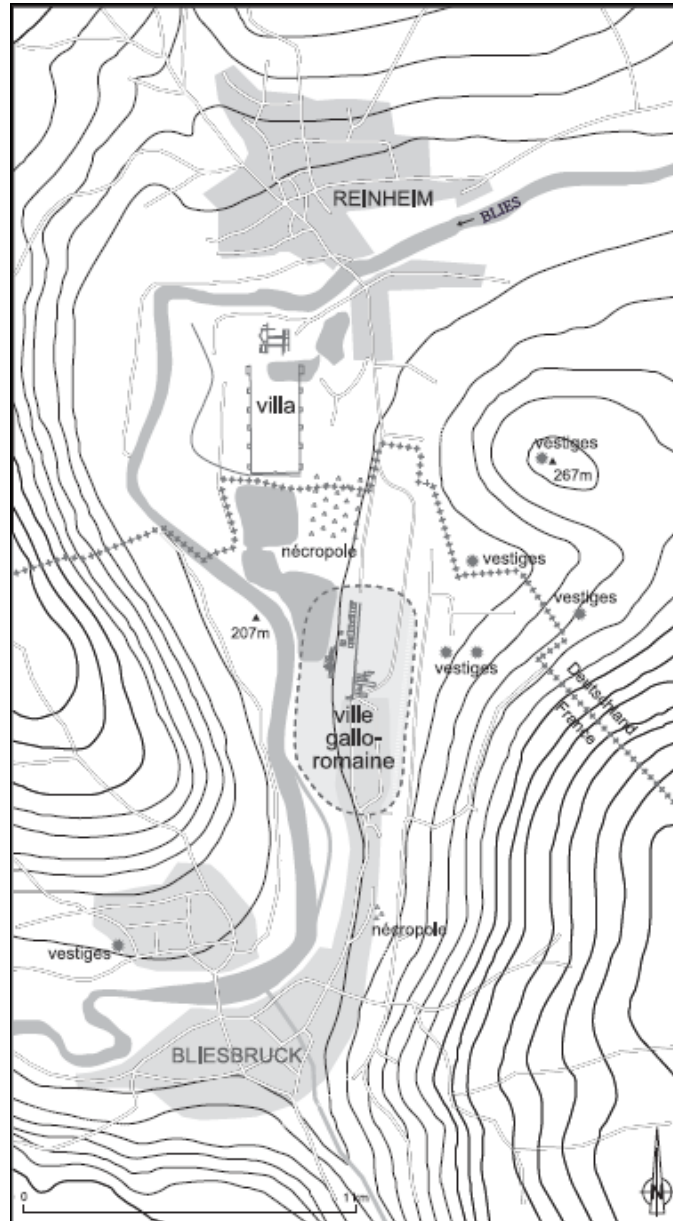 REINHEIM
← BLIES
villa
vestiges
267m
nécropole
vestiges
vestiges
207m
vestiges
Deutschland
France
ville
gallo-
romaine
nécropole
vestiges
BLIESBRUCK
0
1 km
N